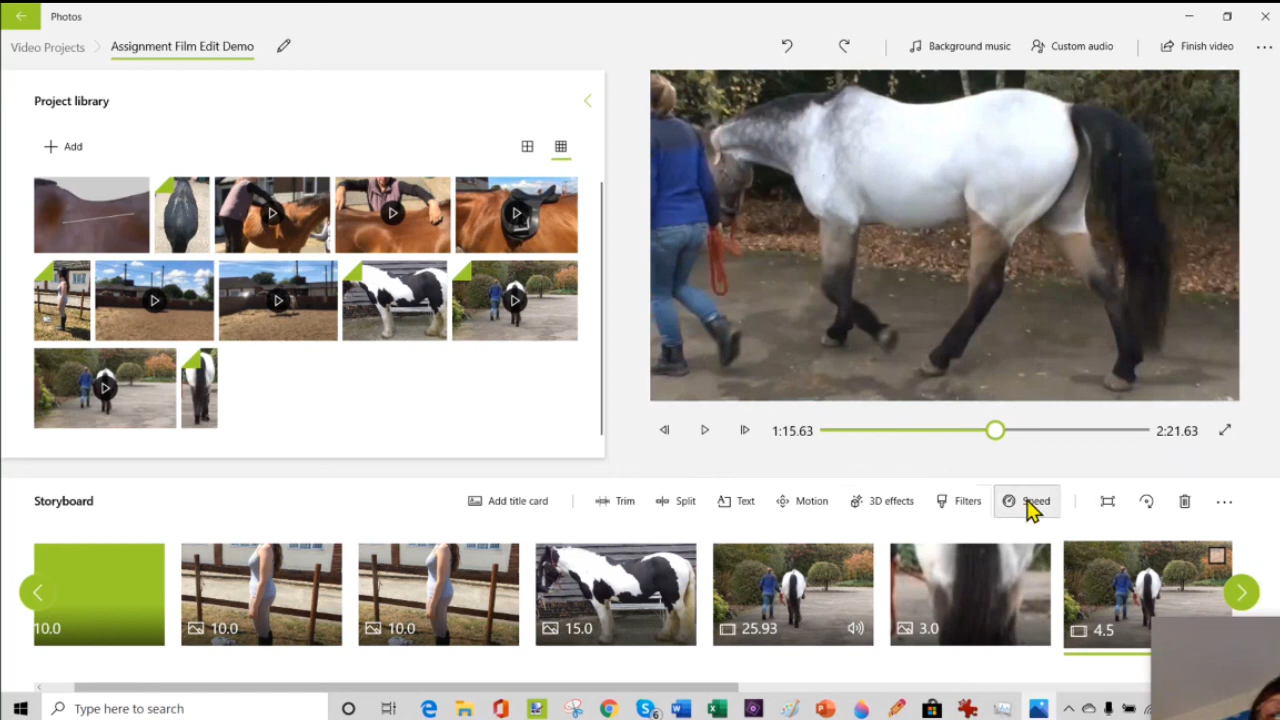 Photos
Video Projects Assignment Film Edit Demo
Background music Custom audio Finish video
Project library
Add
1:15.63 2:21.63
Storyboard Add title card Trim Split Text Motion 3D effects Filters Speed
10.0 10.0 10.0 15.0 25.93 3.0 4.5
Type here to search